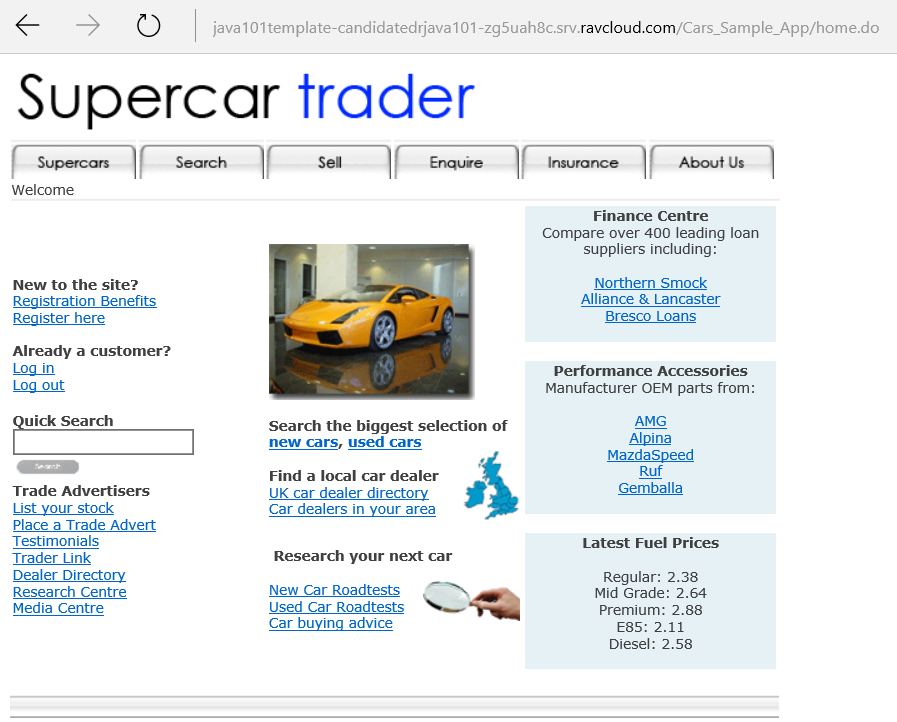 java101template-candidatedrjava101-zg5uah8c.srv.ravcloud.com/Cars_Sample_App/home.do
Supercar trader
Supercars
Search
Sell
Enquire
Insurance
About Us
Welcome
New to the site?
Registration Benefits
Register here
Already a customer?
Log in
Log out
Quick Search
Search
Trade Advertisers
List your stock
Place a Trade Advert
Testimonials
Trader Link
Dealer Directory
Research Centre
Media Centre
Search the biggest selection of
new cars, used cars
Find a local car dealer
UK car dealer directory
Car dealers in your area
Research your next car
New Car Roadtests
Used Car Roadtests
Car buying advice
Finance Centre
Compare over 400 leading loan
suppliers including:
Northern Smock
Alliance & Lancaster
Bresco Loans
Performance Accessories
Manufacturer OEM parts from:
AMG
Alpina
MazdaSpeed
Ruf
Gemballa
Latest Fuel Prices
Regular: 2.38
Mid Grade: 2.64
Premium: 2.88
E85: 2.11
Diesel: 2.58